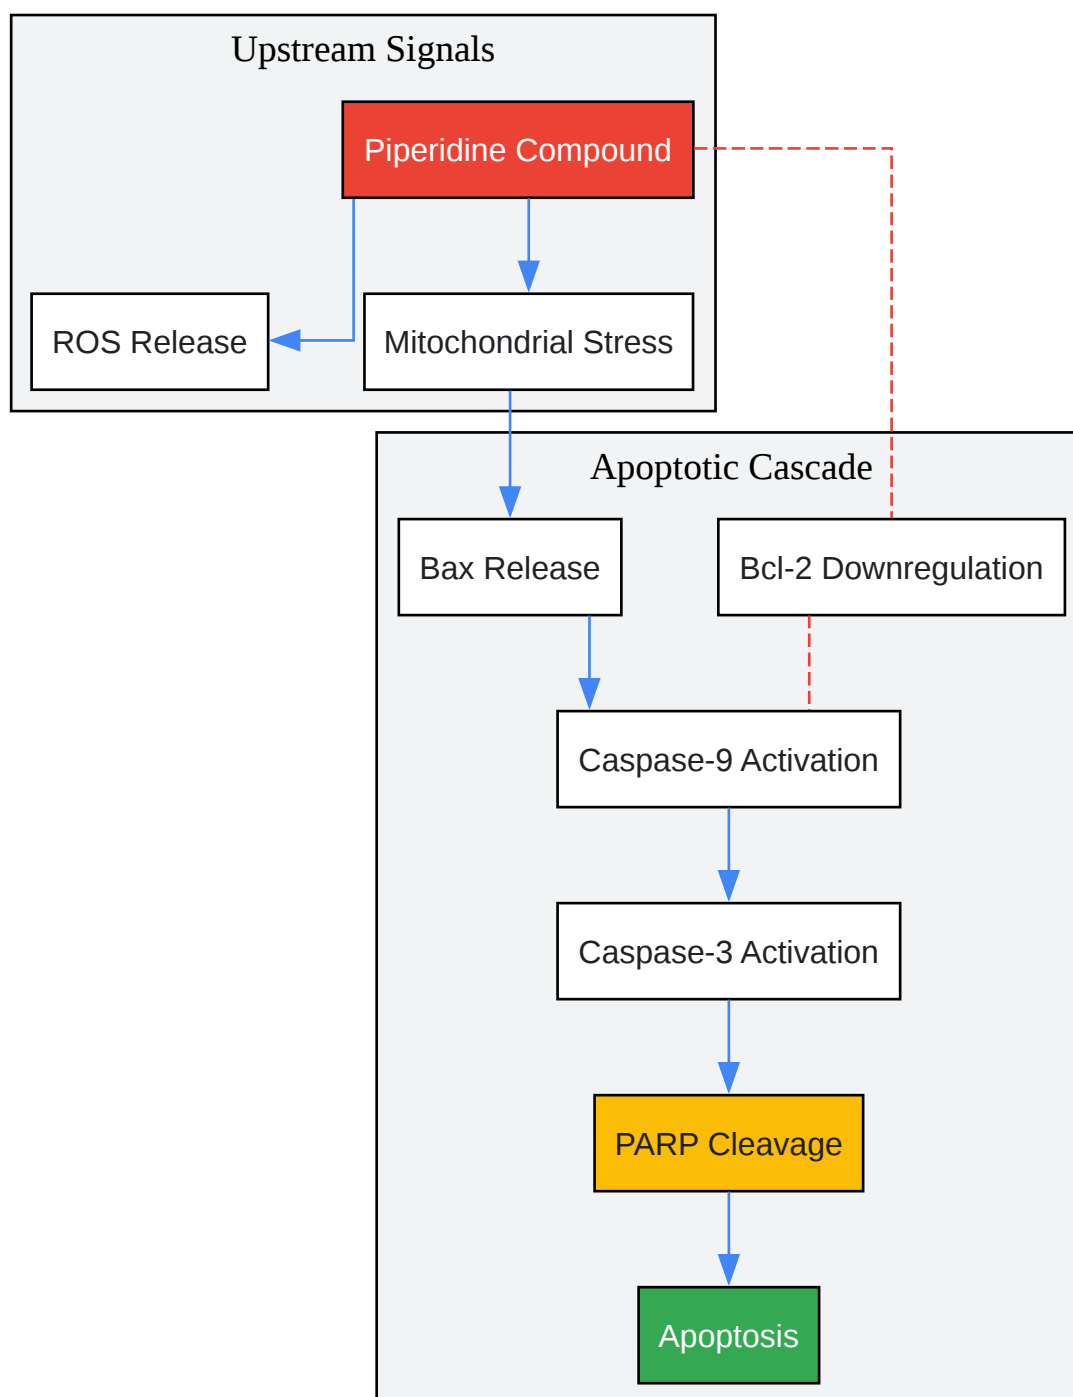 Upstream Signals
Piperidine Compound
ROS Release
Mitochondrial Stress
Apoptotic Cascade
Bax Release
Bcl-2 Downregulation
Caspase-9 Activation
Caspase-3 Activation
PARP Cleavage
Apoptosis